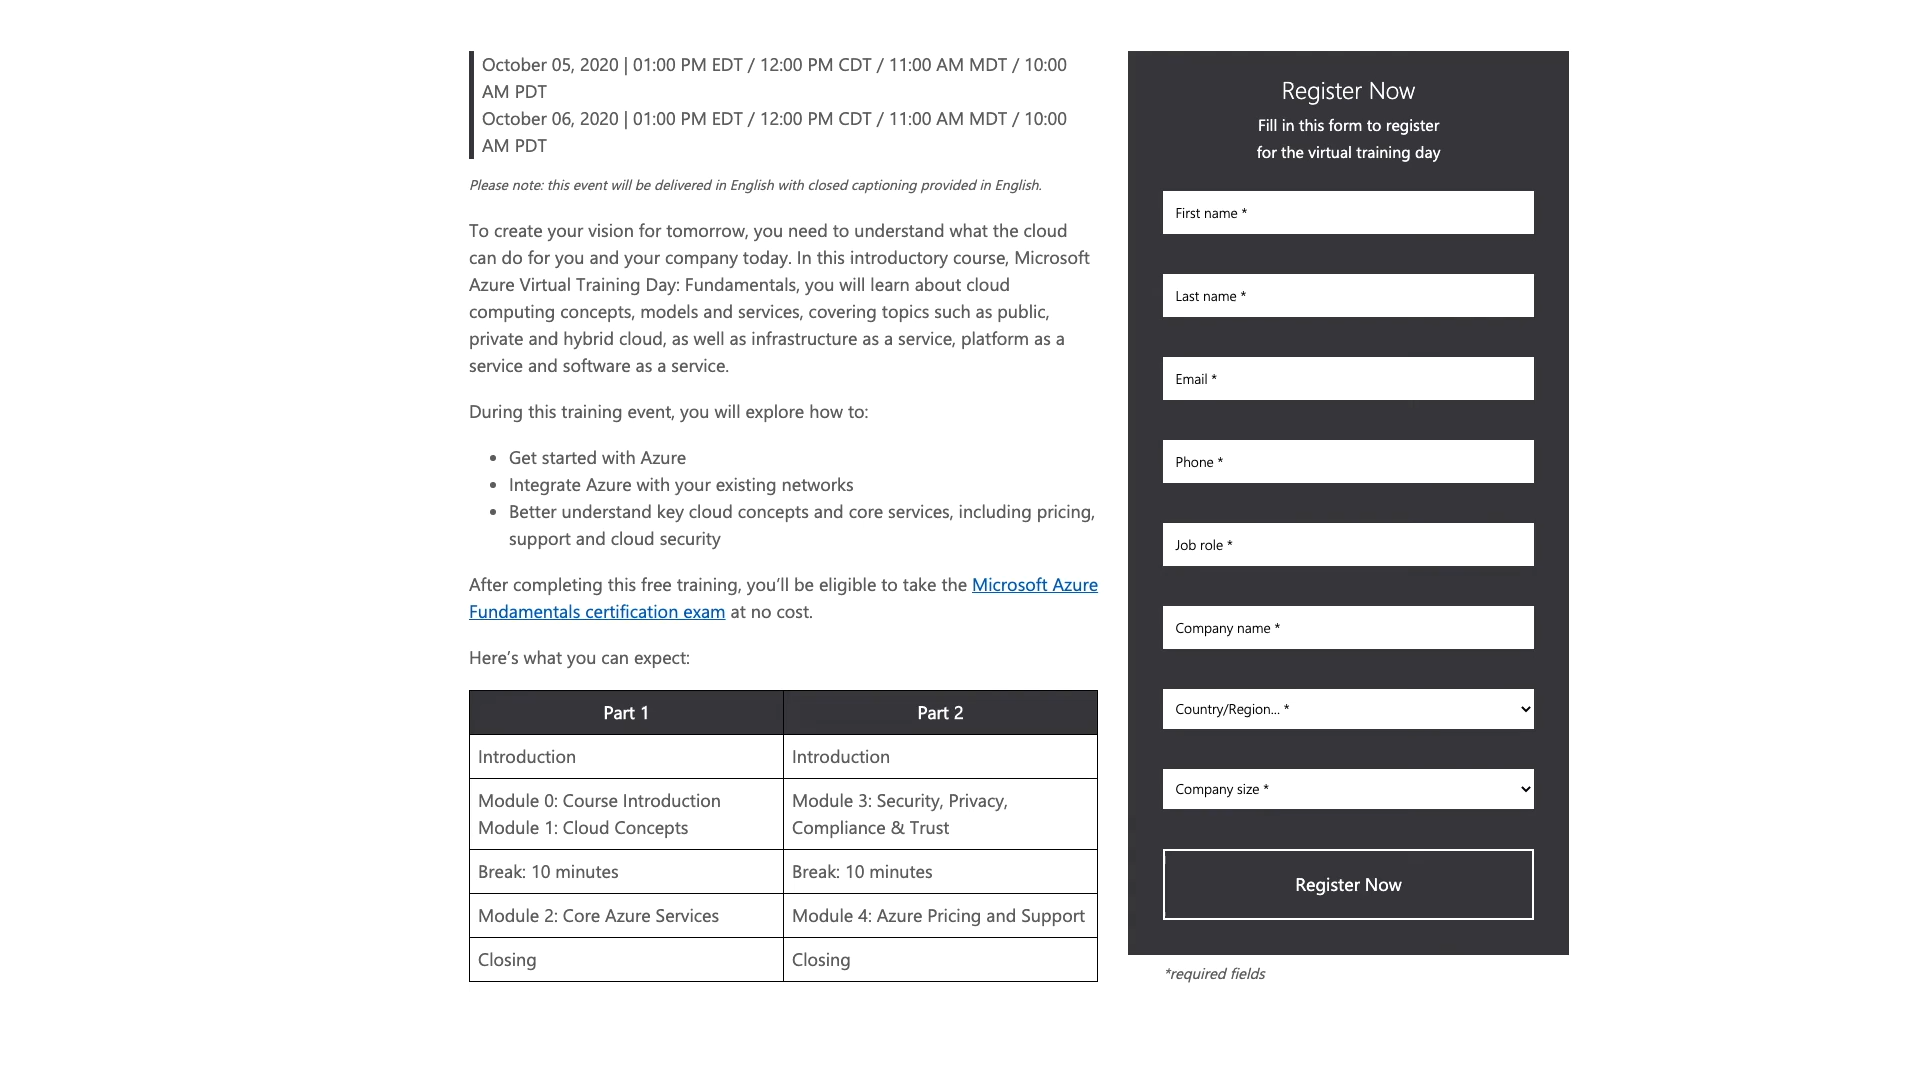 October 05, 2020 | 01:00 PM EDT / 12:00 PM CDT / 11:00 AM MDT / 10:00
AM PDT
October 06, 2020 | 01:00 PM EDT / 12:00 PM CDT / 11:00 AM MDT / 10:00
AM PDT
Please note: this event will be delivered in English with closed captioning provided in English.
To create your vision for tomorrow, you need to understand what the cloud
can do for you and your company today. In this introductory course, Microsoft
Azure Virtual Training Day: Fundamentals, you will learn about cloud
computing concepts, models and services, covering topics such as public,
private and hybrid cloud, as well as infrastructure as a service, platform as a
service and software as a service.
During this training event, you will explore how to:
• Get started with Azure
• Integrate Azure with your existing networks
• Better understand key cloud concepts and core services, including pricing,
support and cloud security
After completing this free training, you’ll be eligible to take the Microsoft Azure
Fundamentals certification exam at no cost.
Here’s what you can expect:
Part 1 Part 2
Introduction Introduction
Module 0: Course Introduction Module 3: Security, Privacy,
Module 1: Cloud Concepts Compliance & Trust
Break: 10 minutes Break: 10 minutes
Module 2: Core Azure Services Module 4: Azure Pricing and Support
Closing Closing
Register Now
Fill in this form to register
for the virtual training day
First name *
Last name *
Email *
Phone *
Job role *
Company name *
Country/Region... *
Company size *
Register Now
*required fields